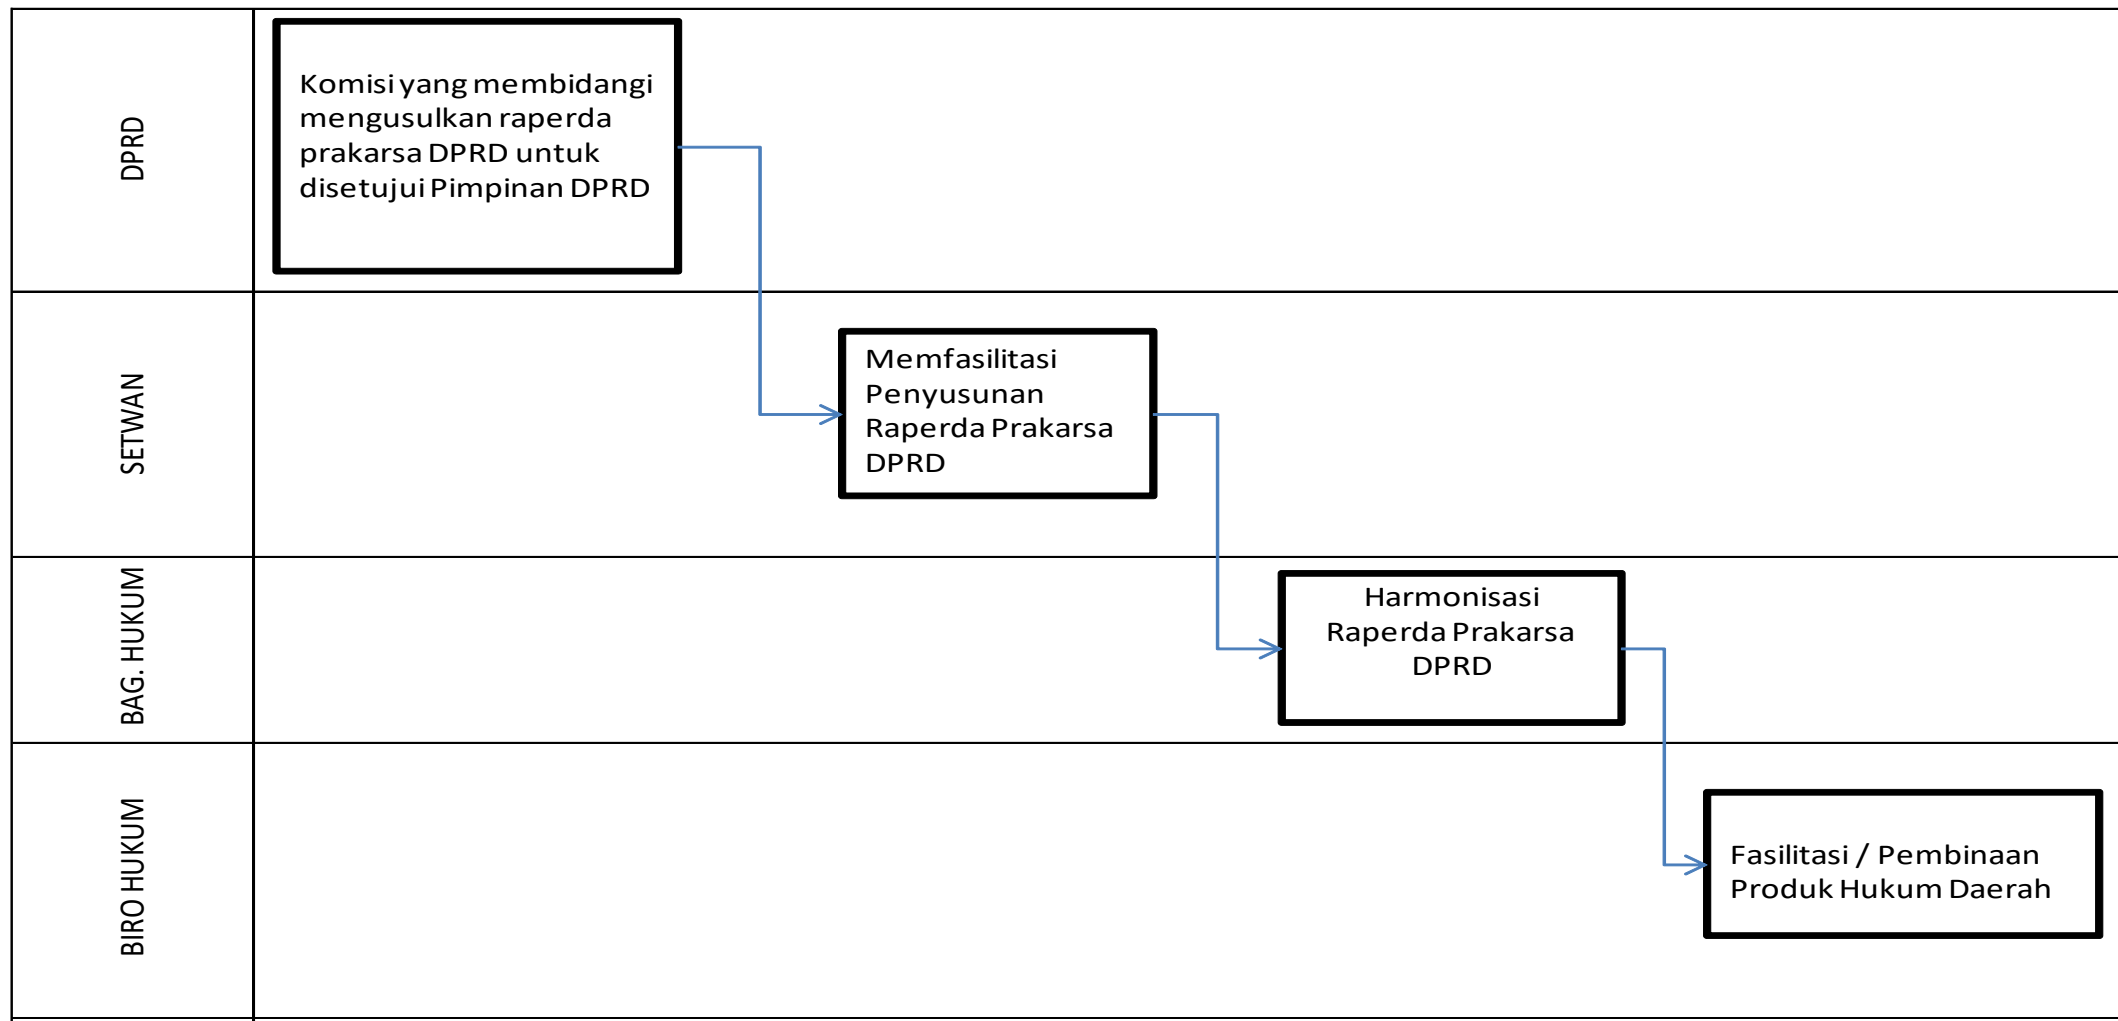 DPRD
Komisi yang membidangi
mengusulkan raperda
prakarsa DPRD untuk
disetujui Pimpinan DPRD
SETWAN
Memfasilitasi
Penyusunan
Raperda Prakarsa
DPRD
BAG. HUKUM
Harmonisasi
Raperda Prakarsa
DPRD
BIRO HUKUM
Fasilitasi / Pembinaan
Produk Hukum Daerah